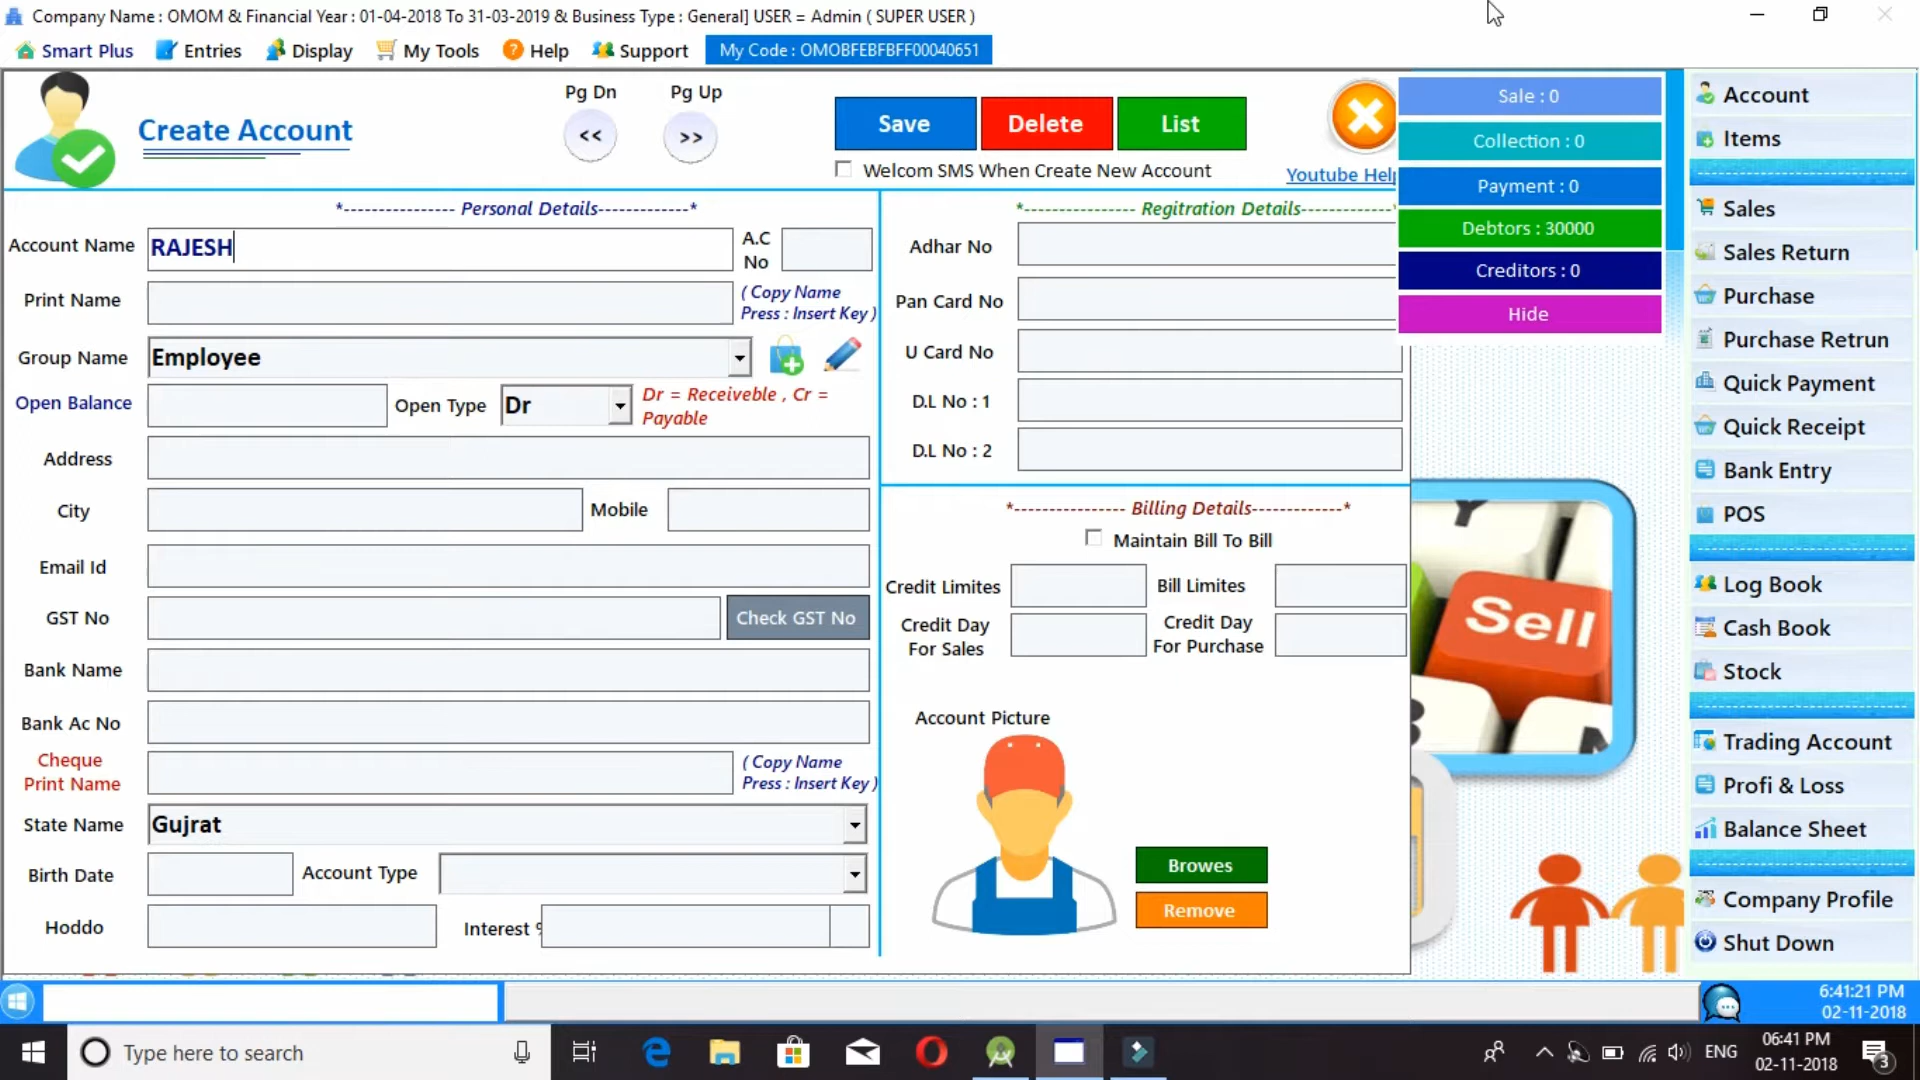 Company Name : OMOM & Financial Year : 01-04-2018 To 31-03-2019 & Business Type : General] USER = Admin ( SUPER USER )
Smart Plus Entries Display My Tools Help Support My Code : OMOBFEBFBFF00040651
Create Account
Pg Dn Pg Up
<< >>
Save Delete List
Welcom SMS When Create New Account
Youtube Help
Sale : 0
Collection : 0
Payment : 0
Debtors : 30000
Creditors : 0
Hide
*---------------- Personal Details------------*
Account Name RAJESH A.C No
Print Name ( Copy Name Press : Insert Key )
Group Name Employee
Open Balance Open Type Dr Dr = Receiveble , Cr = Payable
Address
City Mobile
Email Id
GST No Check GST No
Bank Name
Bank Ac No
Cheque Print Name ( Copy Name Press : Insert Key )
State Name Gujrat
Birth Date Account Type
Hoddo Interest
*---------------- Regitration Details------------*
Adhar No
Pan Card No
U Card No
D.L No : 1
D.L No : 2
*---------------- Billing Details------------*
Maintain Bill To Bill
Credit Limites Bill Limites
Credit Day For Sales Credit Day For Purchase
Account Picture
Browes
Remove
Sell
Account
Items
Sales
Sales Return
Purchase
Purchase Retrun
Quick Payment
Quick Receipt
Bank Entry
POS
Log Book
Cash Book
Stock
Trading Account
Profi & Loss
Balance Sheet
Company Profile
Shut Down
6:41:21 PM
02-11-2018
Type here to search
ENG
06:41 PM
02-11-2018
3